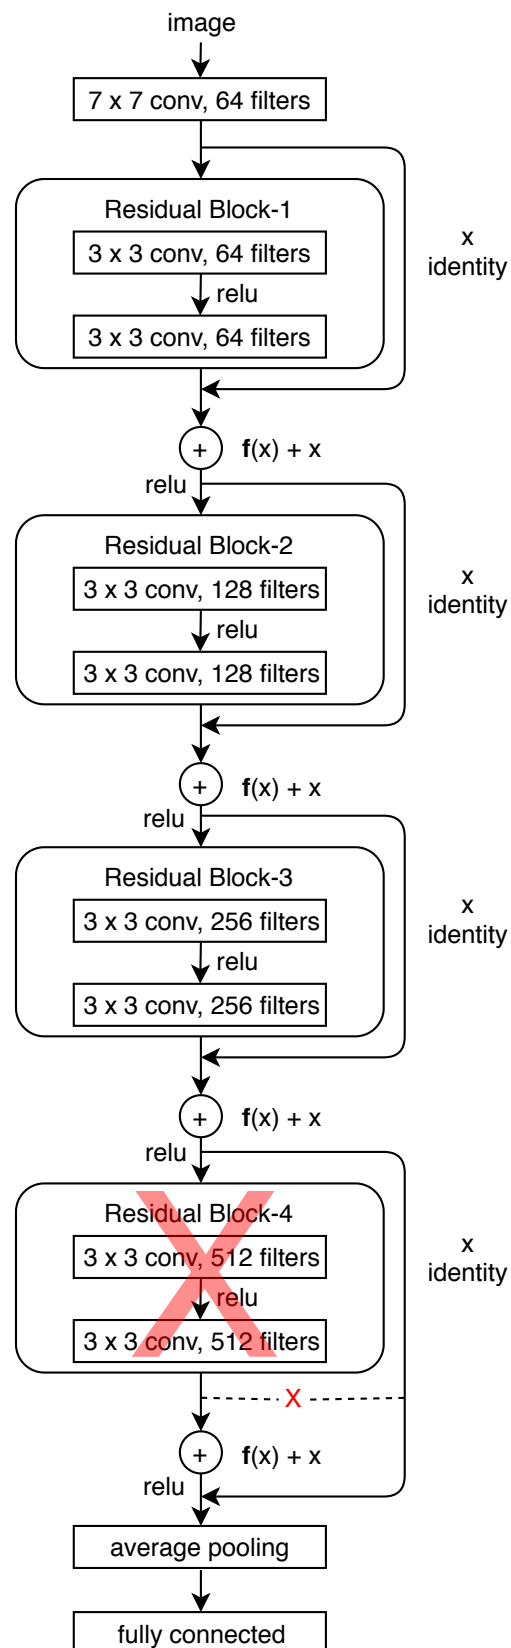 image
7 x 7 conv, 64 filters
Residual Block-1
3 x 3 conv, 64 filters
relu
3 x 3 conv, 64 filters
x
identity
+
f(x) + x
relu
Residual Block-2
3 x 3 conv, 128 filters
relu
3 x 3 conv, 128 filters
x
identity
+
f(x) + x
relu
Residual Block-3
3 x 3 conv, 256 filters
relu
3 x 3 conv, 256 filters
x
identity
+
f(x) + x
relu
Residual Block-4
3 x 3 conv, 512 filters
relu
3 x 3 conv, 512 filters
x
identity
X
+
f(x) + x
relu
average pooling
fully connected